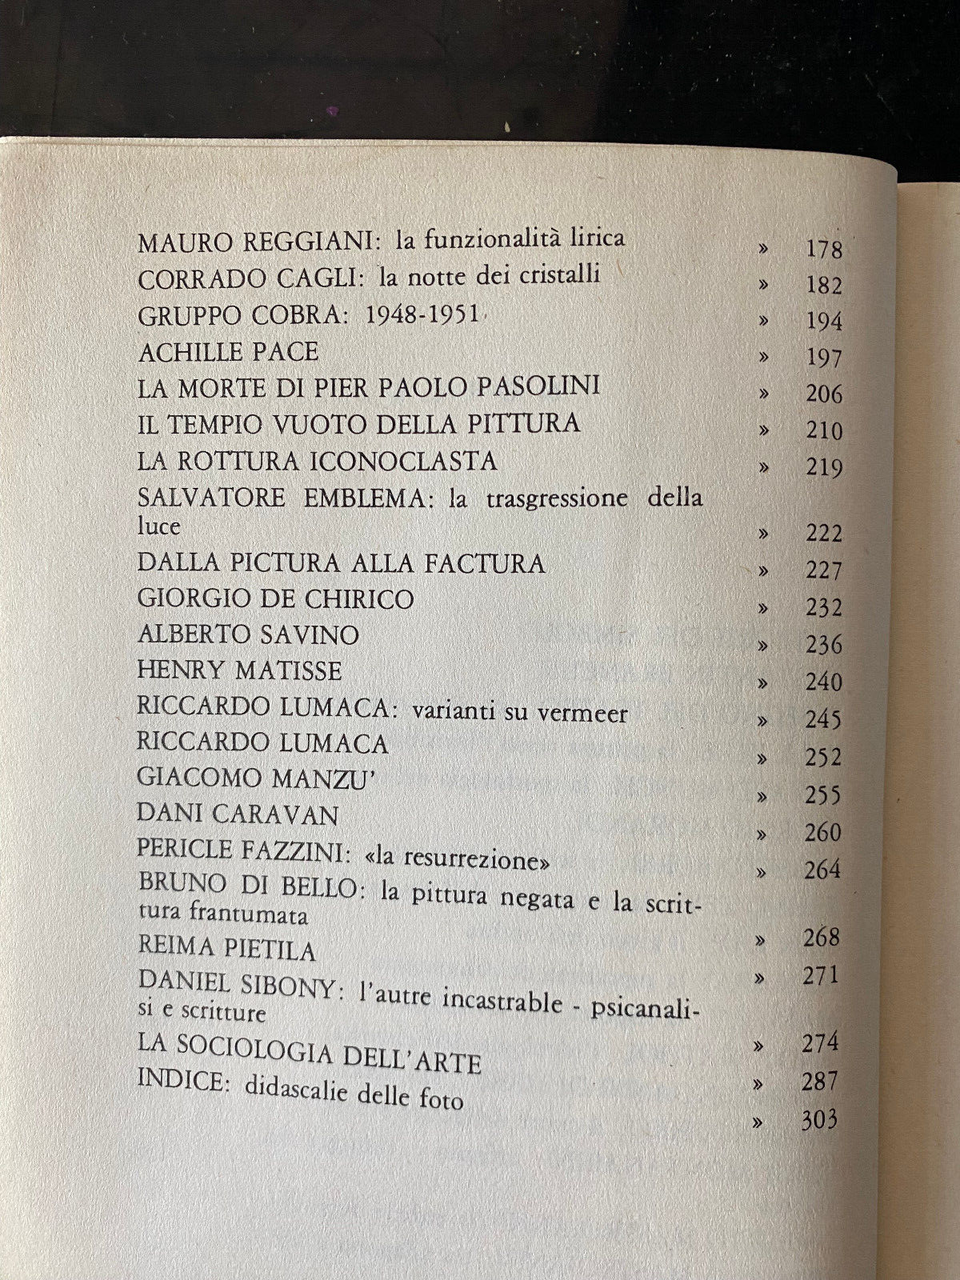 MAURO REGGIANI: la funzionalità lirica » 178
CORRADO CAGLI: la notte dei cristalli » 182
GRUPPO COBRA: 1948-1951 » 194
ACHILLE PACE » 197
LA MORTE DI PIER PAOLO PASOLINI » 206
IL TEMPIO VUOTO DELLA PITTURA » 210
LA ROTTURA ICONOCLASTA » 219
SALVATORE EMBLEMA: la trasgressione della
luce » 222
DALLA PICTURA ALLA FACTURA » 227
GIORGIO DE CHIRICO » 232
ALBERTO SAVINO » 236
HENRY MATISSE » 240
RICCARDO LUMACA: varianti su vermeer » 245
RICCARDO LUMACA » 252
GIACOMO MANZU' » 255
DANI CARAVAN » 260
PERICLE FAZZINI: «la resurrezione» » 264
BRUNO DI BELLO: la pittura negata e la scrit-
tura frantumata » 268
REIMA PIETILA » 271
DANIEL SIBONY: l'autre incastrable - psicanali-
si e scritture » 274
LA SOCIOLOGIA DELL'ARTE » 287
INDICE: didascalie delle foto » 303